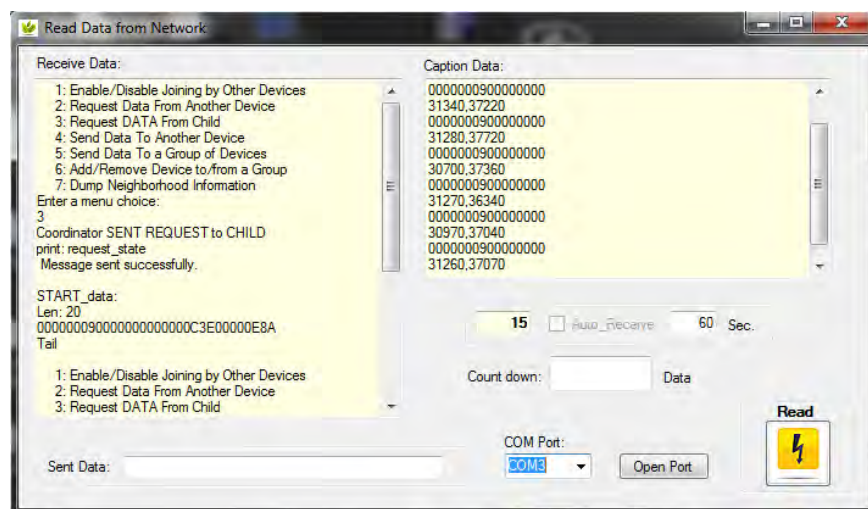 Read Data from Network
Receive Data:
1: Enable/Disable Joining by Other Devices
2: Request Data From Another Device
3: Request DATA From Child
4: Send Data To Another Device
5: Send Data To a Group of Devices
6: Add/Remove Device to/from a Group
7: Dump Neighborhood Information
Enter a menu choice:
3
Coordinator SENT REQUEST to CHILD
print: request_state
Message sent successfully.
START_data:
Len: 20
000000090000000000000C3E00000E8A
Tail
1: Enable/Disable Joining by Other Devices
2: Request Data From Another Device
3: Request DATA From Child
Caption Data:
0000000900000000
31340,37220
0000000900000000
31280,37720
0000000900000000
30700,37360
0000000900000000
31270,36340
0000000900000000
30970,37040
0000000900000000
31260,37070
15 Auto_Receive 60 Sec.
Count down: Data
Read
COM Port:
Sent Data: COM3 Open Port